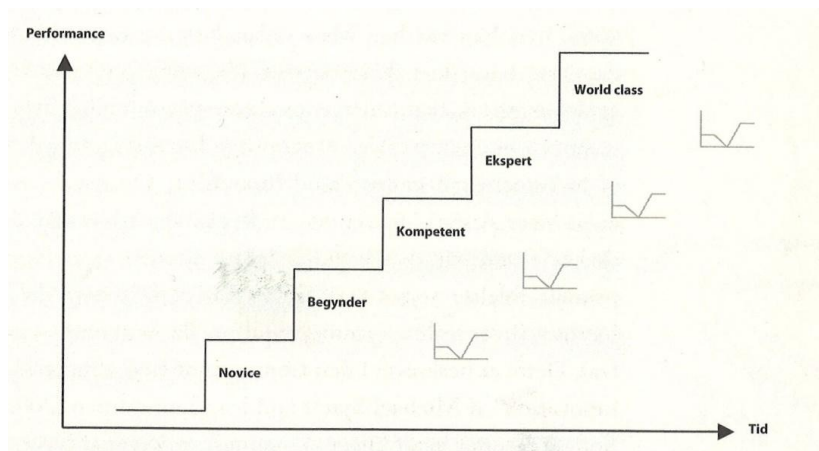 Performance
World class
Ekspert
Kompetent
Begynder
Novice
Tid